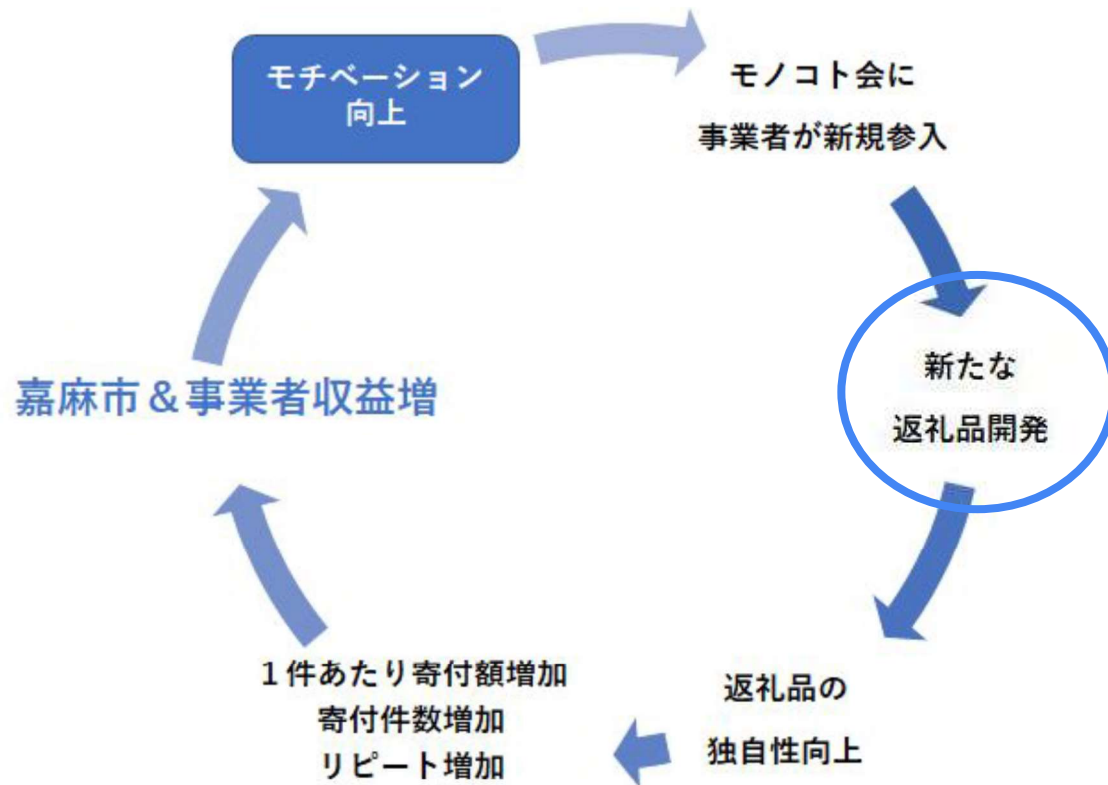 モチベーション
向上
モノコト会に
事業者が新規参入
新たな
返礼品開発
返礼品の
独自性向上
１件あたり寄付額増加
寄付件数増加
リピート増加
嘉麻市＆事業者収益増